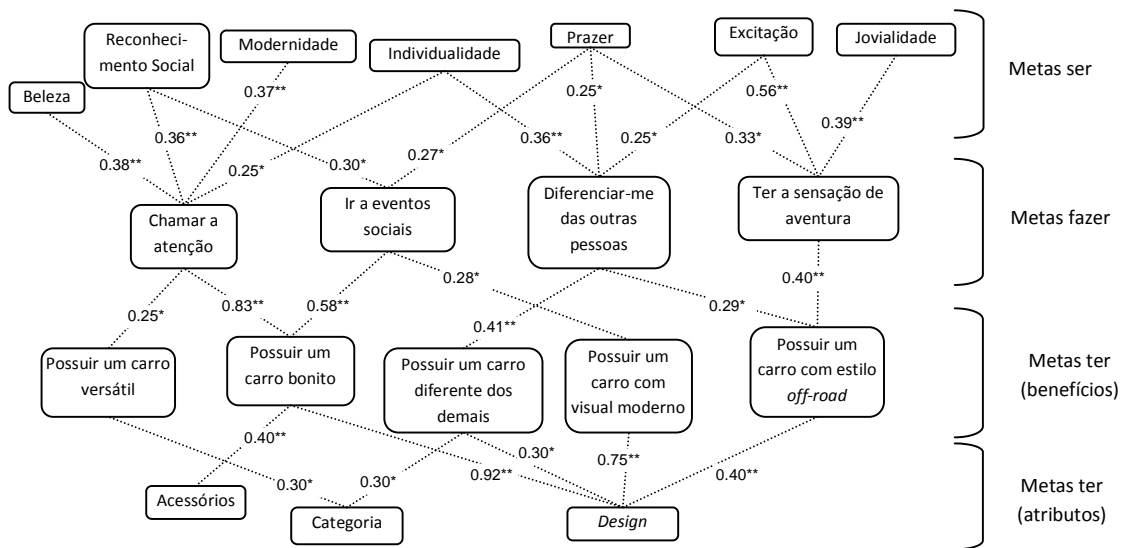 Reconheci-
mento Social
Modernidade
Individualidade
Prazer
Excitação
Jovialidade
Beleza
Metas ser
0.37**
0.25*
0.56**
0.36**
0.36**
0.25*
0.33*
0.39**
0.38**
0.25*
0.30*
0.27*
Chamar a
atenção
Ir a eventos
sociais
Diferenciar-me
das outras
pessoas
Ter a sensação de
aventura
Metas fazer
0.28*
0.40**
0.25*
0.83**
0.58**
0.41**
0.29*
Possuir um carro
versátil
Possuir um
carro bonito
Possuir um carro
diferente dos
demais
Possuir um
carro com
visual moderno
Possuir um
carro com estilo
off-road
Metas ter
(benefícios)
0.40**
0.30*
0.75**
0.30*
0.30*
0.92**
0.40**
Acessórios
Categoria
Design
Metas ter
(atributos)